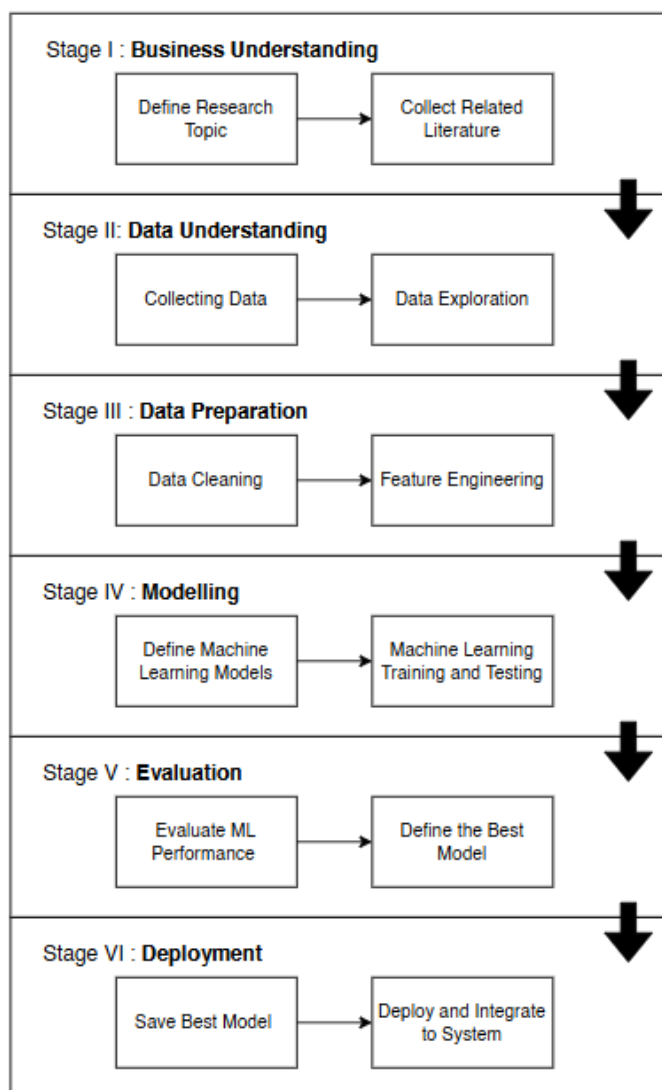 Stage I : Business Understanding
Define Research
Topic
Collect Related
Literature
Stage II: Data Understanding
Collecting Data
Data Exploration
Stage III : Data Preparation
Data Cleaning
Feature Engineering
Stage IV : Modelling
Define Machine
Learning Models
Machine Learning
Training and Testing
Stage V : Evaluation
Evaluate ML
Performance
Define the Best
Model
Stage VI : Deployment
Save Best Model
Deploy and Integrate
to System